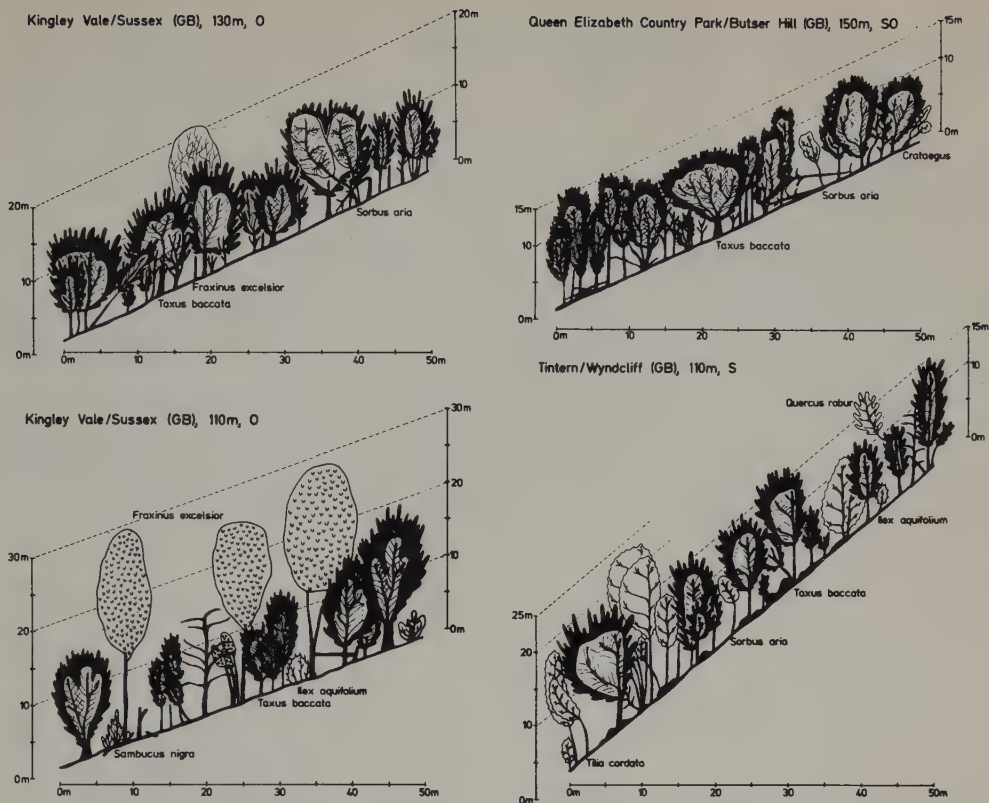 Kingley Vale/Sussex (GB), 130m, O
20m
10
0m
20m
10
0m
Sorbus aria
Fraxinus excelsior
Taxus baccata
0m 10 20 30 40 50m
Queen Elizabeth Country Park/Butser Hill (GB), 150m, SO
15m
10
0m
Crataegus
15m
10
0m
Sorbus aria
Taxus baccata
0m 10 20 30 40 50m
Kingley Vale/Sussex (GB), 110m, O
30m
20
10
0m
Fraxinus excelsior
30m
20
10
0m
Ilex aquifolium
Taxus baccata
Sambucus nigra
0m 10 20 30 40 50m
Tintern/Wyndcliff (GB), 110m, S
15m
10
0m
Quercus robur
Ilex aquifolium
Taxus baccata
25m
20
10
0m
Sorbus aria
Tilia cordata
0m 10 20 30 40 50m